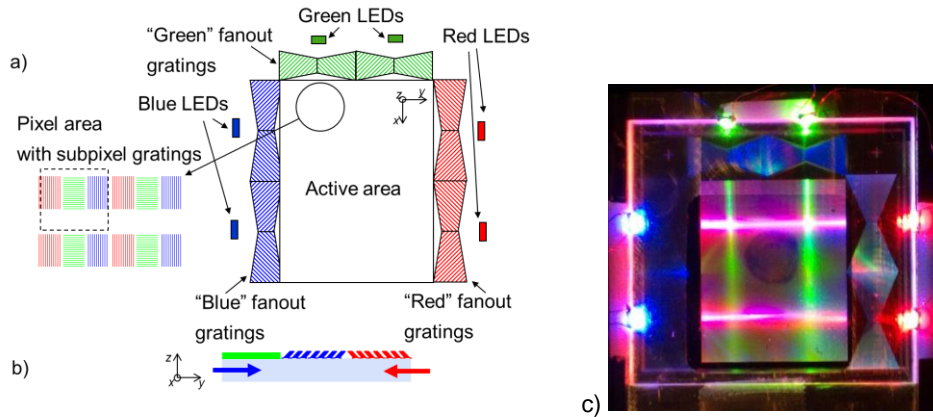 Green LEDs
"Green" fanout
gratings
Red LEDs
a)
Blue LEDs
z
y
x
Pixel area
with subpixel gratings
Active area
"Blue" fanout
gratings
"Red" fanout
gratings
b)
z
x
y
c)